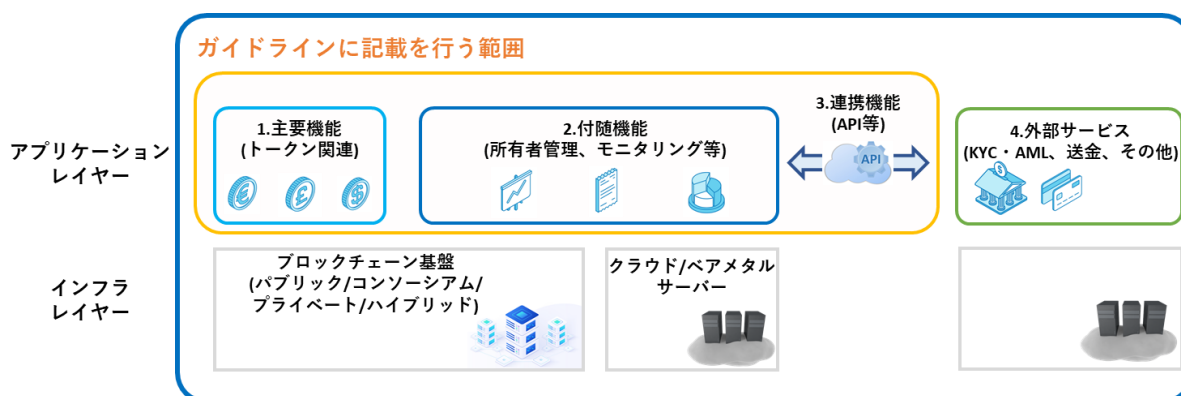 ガイドラインに記載を行う範囲
アプリケーション
レイヤー
1.主要機能
(トークン関連)
2.付随機能
(所有者管理、モニタリング等)
3.連携機能
(API等)
API
4.外部サービス
(KYC・AML、送金、その他)
インフラ
レイヤー
ブロックチェーン基盤
(パブリック/コンソーシアム/
プライベート/ハイブリッド)
クラウド/ベアメタル
サーバー